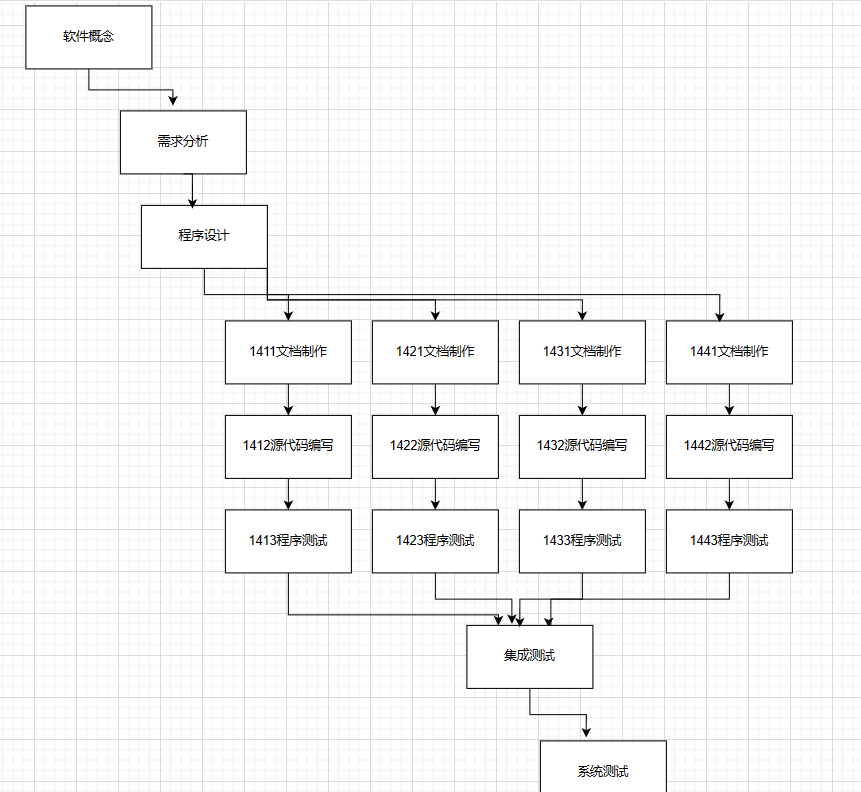 软件概念
需求分析
程序设计
1411文档制作
1421文档制作
1431文档制作
1441文档制作
1412源代码编写
1422源代码编写
1432源代码编写
1442源代码编写
1413程序测试
1423程序测试
1433程序测试
1443程序测试
集成测试
系统测试